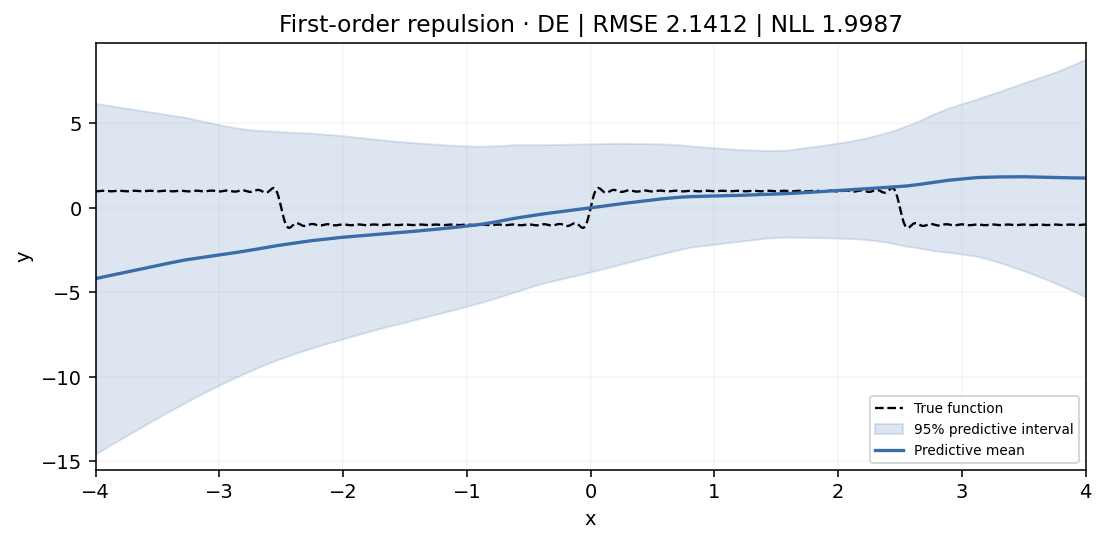 First-order repulsion · DE | RMSE 2.1412 | NLL 1.9987
y
5
0
−5
−10
−15
True function
95% predictive interval
Predictive mean
−4 −3 −2 −1 0 1 2 3 4
x